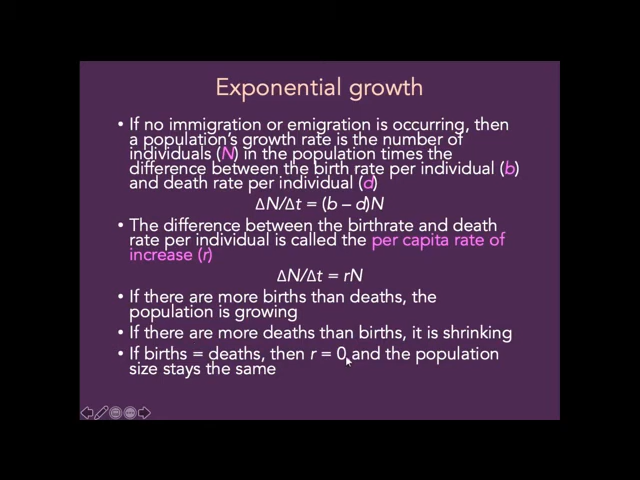 Exponential growth
• If no immigration or emigration is occurring, then
a population's growth rate is the number of
individuals (N) in the population times the
difference between the birth rate per individual (b)
and death rate per individual (d)
ΔN/Δt = (b – d)N
• The difference between the birthrate and death
rate per individual is called the per capita rate of
increase (r)
ΔN/Δt = rN
• If there are more births than deaths, the
population is growing
• If there are more deaths than births, it is shrinking
• If births = deaths, then r = 0 and the population
size stays the same